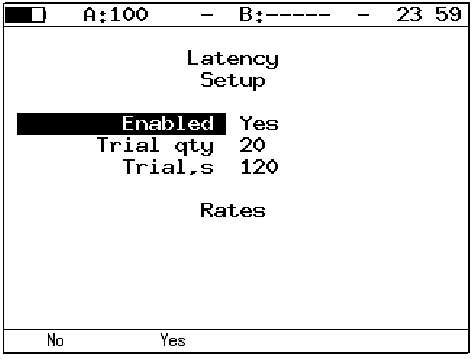 A:100 - B:----- - 23 59
Latency
Setup
Enabled Yes
Trial qty 20
Trial,s 120
Rates
No Yes